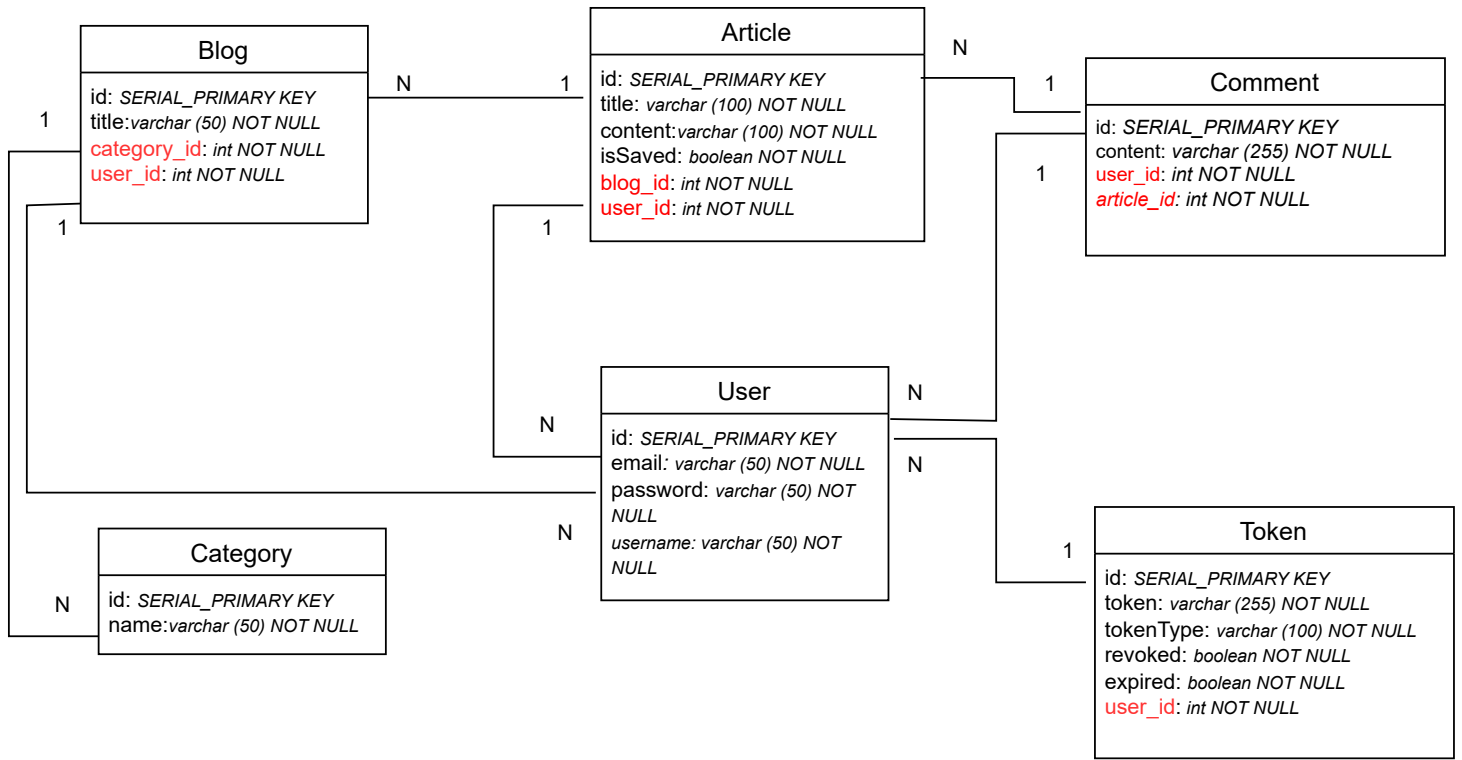 Blog
id: SERIAL_PRIMARY KEY
title:varchar (50) NOT NULL
category_id: int NOT NULL
user_id: int NOT NULL
1
1
N
1
Article
id: SERIAL_PRIMARY KEY
title: varchar (100) NOT NULL
content:varchar (100) NOT NULL
isSaved: boolean NOT NULL
blog_id: int NOT NULL
user_id: int NOT NULL
1
N
N
1
1
Comment
id: SERIAL_PRIMARY KEY
content: varchar (255) NOT NULL
user_id: int NOT NULL
article_id: int NOT NULL
User
id: SERIAL_PRIMARY KEY
email: varchar (50) NOT NULL
password: varchar (50) NOT
NULL
username: varchar (50) NOT
NULL
N
N
N
N
1
Category
id: SERIAL_PRIMARY KEY
name:varchar (50) NOT NULL
Token
id: SERIAL_PRIMARY KEY
token: varchar (255) NOT NULL
tokenType: varchar (100) NOT NULL
revoked: boolean NOT NULL
expired: boolean NOT NULL
user_id: int NOT NULL